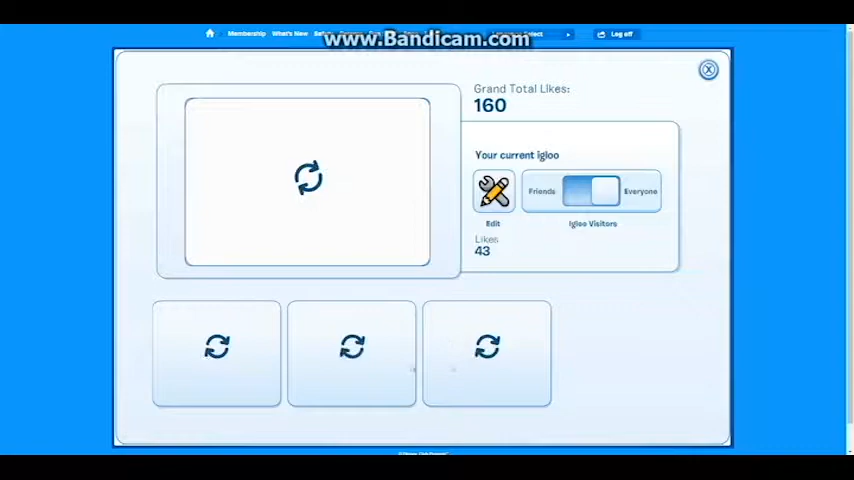 www.Bandicam.com
Membership What's New Log off
Grand Total Likes:
160
Your current igloo
Friends Everyone
Edit Igloo Visitors
Likes
43